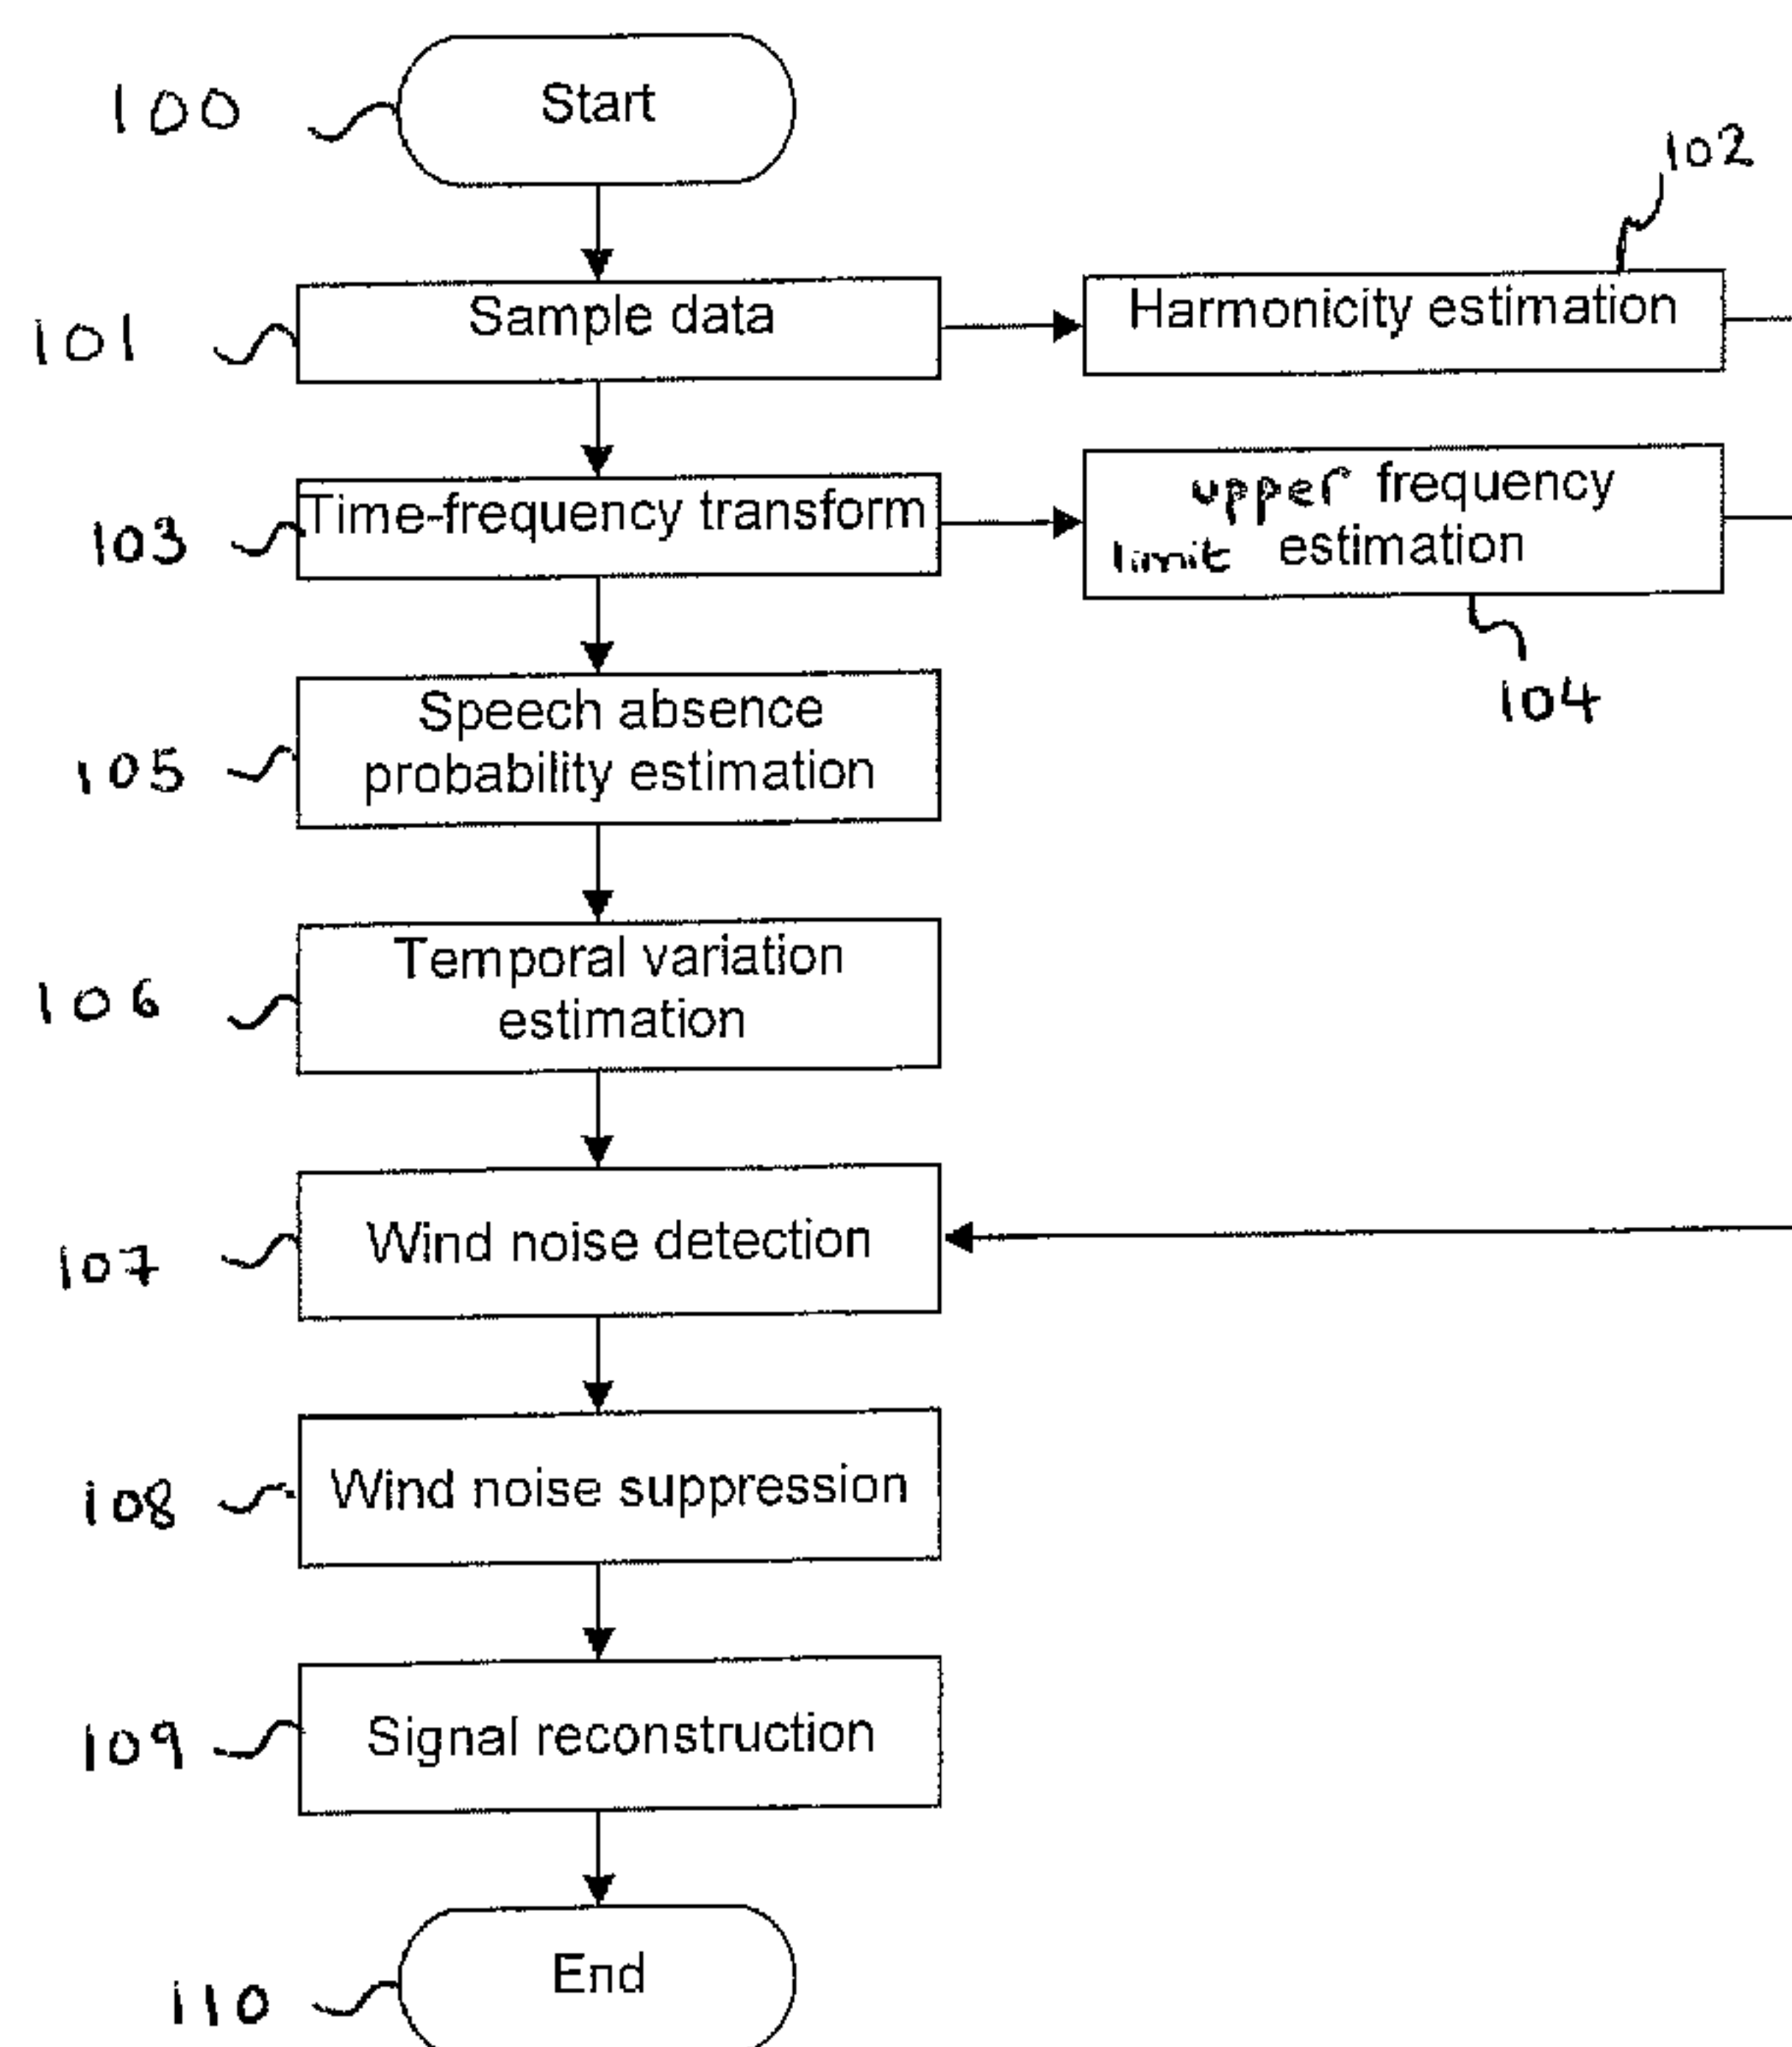 100
Start
102
101
Sample data
Harmonicity estimation
103
Time-frequency transform
upper frequency
limit estimation
104
105
Speech absence
probability estimation
106
Temporal variation
estimation
107
Wind noise detection
108
Wind noise suppression
109
Signal reconstruction
110
End